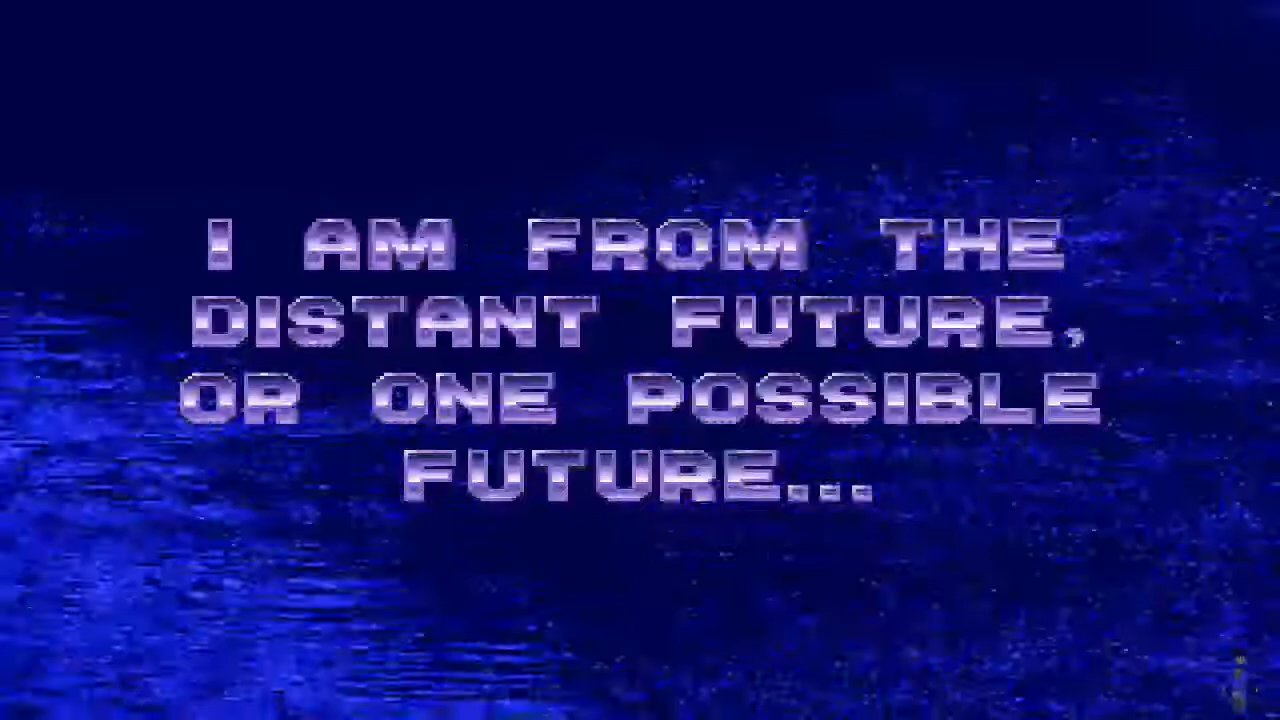 I AM FROM THE
DISTANT FUTURE,
OR ONE POSSIBLE
FUTURE...